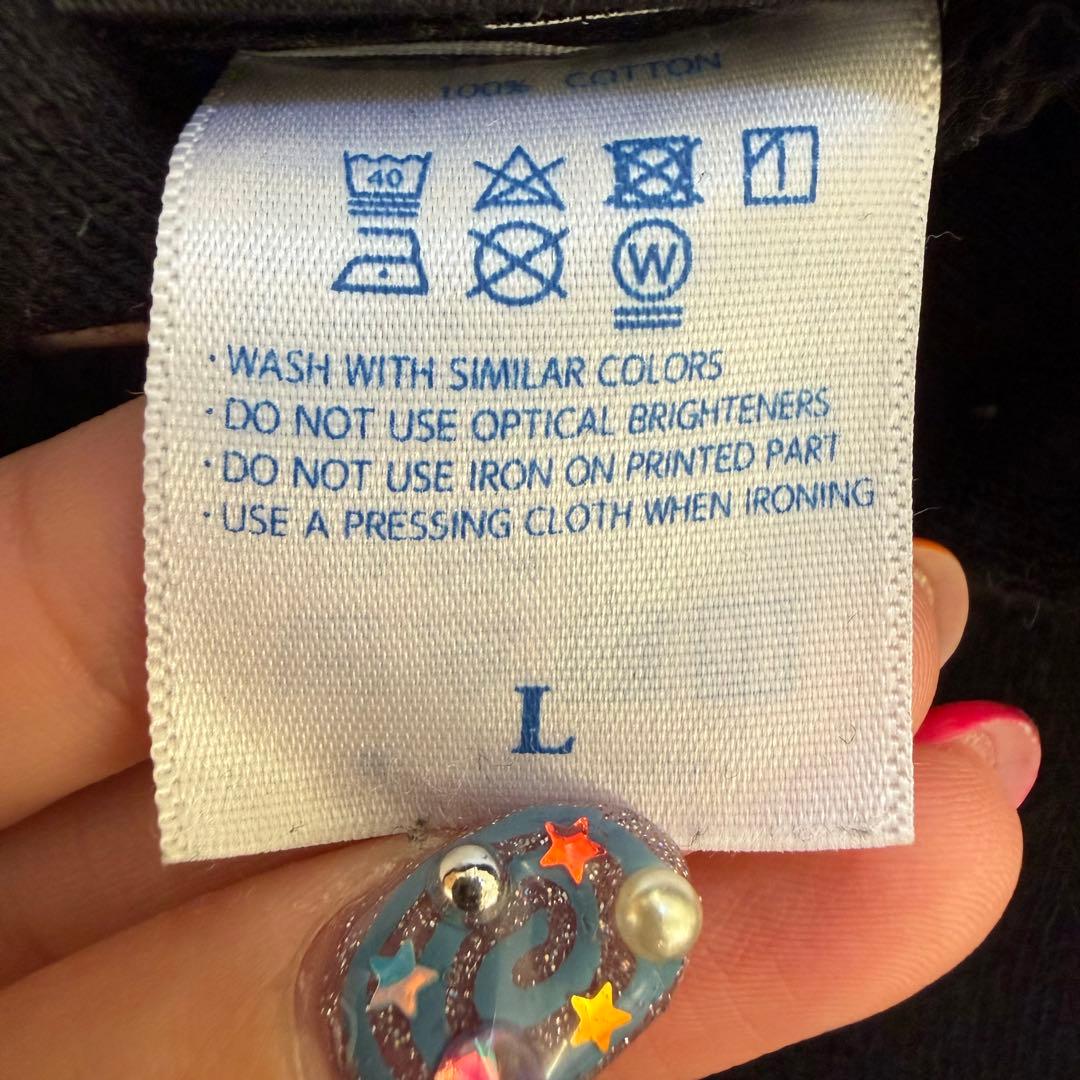 100% COTTON
40
W
· WASH WITH SIMILAR COLORS
· DO NOT USE OPTICAL BRIGHTENERS
· DO NOT USE IRON ON PRINTED PART
· USE A PRESSING CLOTH WHEN IRONING
L